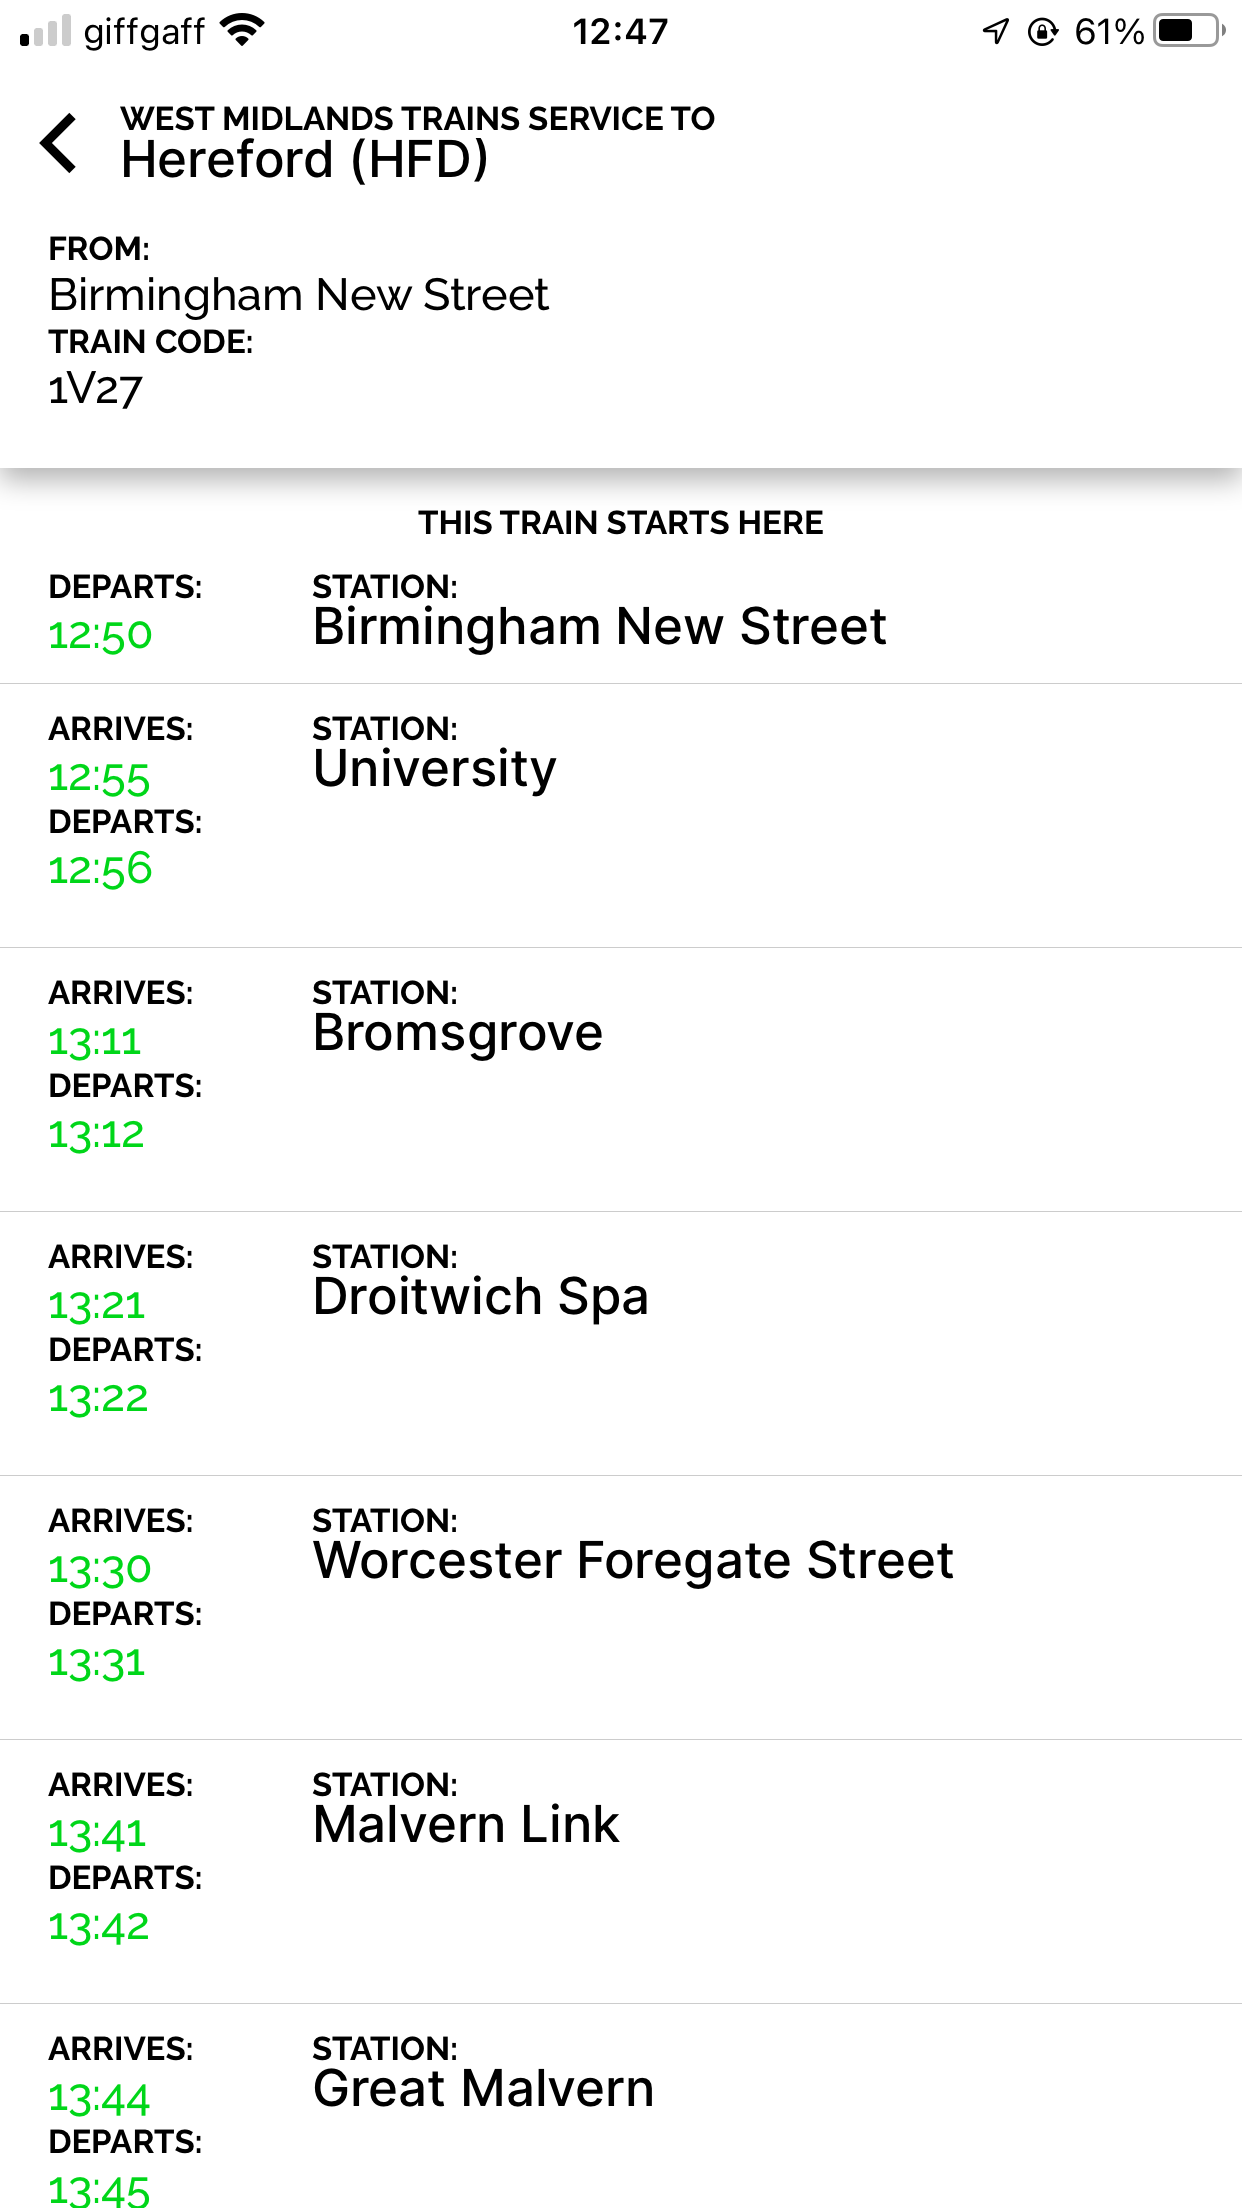 giffgaff 12:47 61%
WEST MIDLANDS TRAINS SERVICE TO
Hereford (HFD)
FROM:
Birmingham New Street
TRAIN CODE:
1V27
THIS TRAIN STARTS HERE
DEPARTS: STATION:
12:50 Birmingham New Street
ARRIVES: STATION:
12:55 University
DEPARTS:
12:56
ARRIVES: STATION:
13:11 Bromsgrove
DEPARTS:
13:12
ARRIVES: STATION:
13:21 Droitwich Spa
DEPARTS:
13:22
ARRIVES: STATION:
13:30 Worcester Foregate Street
DEPARTS:
13:31
ARRIVES: STATION:
13:41 Malvern Link
DEPARTS:
13:42
ARRIVES: STATION:
13:44 Great Malvern
DEPARTS:
13:45